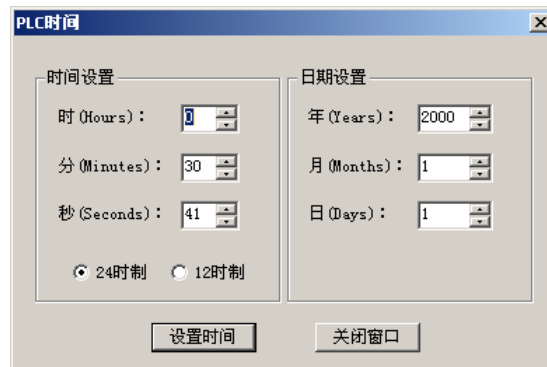 PLC时间
时间设置
时(Hours): 0
分(Minutes): 30
秒(Seconds): 41
24时制 12时制
日期设置
年(Years): 2000
月(Months): 1
日(Days): 1
设置时间 关闭窗口